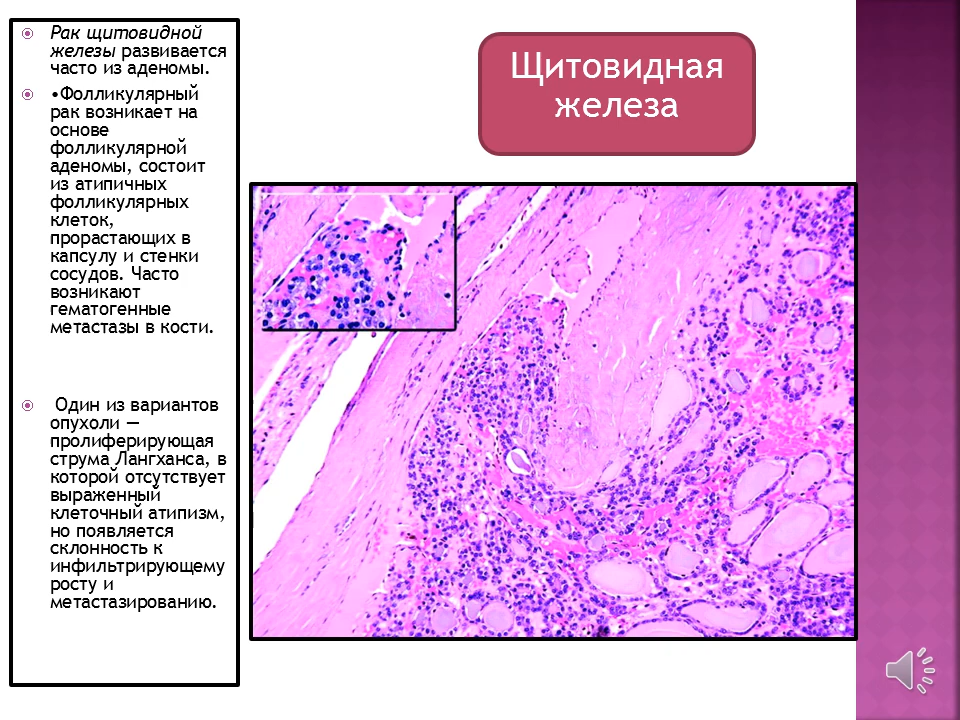 Рак щитовидной
железы развивается
часто из аденомы.
•Фолликулярный
рак возникает на
основе
фолликулярной
аденомы, состоит
из атипичных
фолликулярных
клеток,
прорастающих в
капсулу и стенки
сосудов. Часто
возникают
гематогенные
метастазы в кости.
Один из вариантов
опухоли —
пролиферирующая
струма Лангханса, в
которой отсутствует
выраженный
клеточный атипизм,
но появляется
склонность к
инфильтрирующему
росту и
метастазированию.
Щитовидная
железа